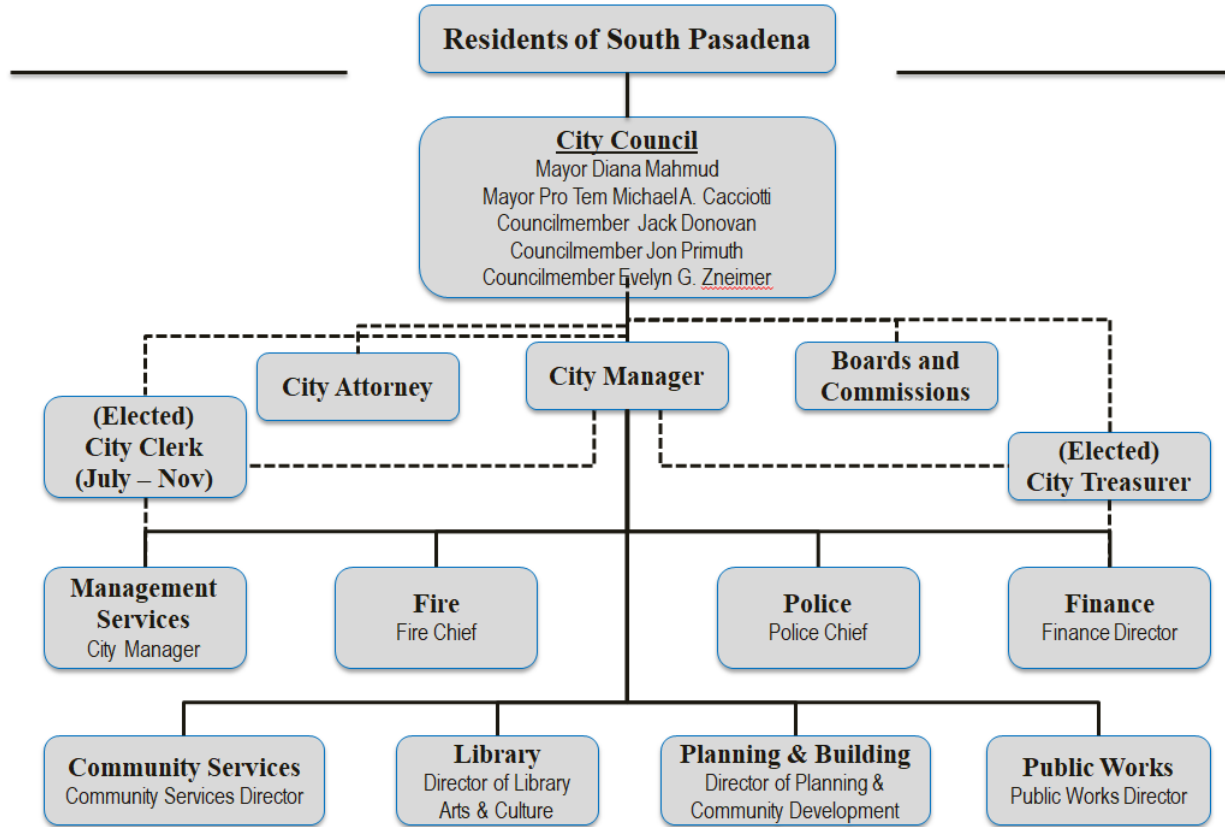 Residents of South Pasadena
City Council
Mayor Diana Mahmud
Mayor Pro Tem Michael A. Cacciotti
Councilmember Jack Donovan
Councilmember Jon Primuth
Councilmember Evelyn G. Zneimer
City Attorney
City Manager
Boards and
Commissions
(Elected)
City Clerk
(July – Nov)
(Elected)
City Treasurer
Management
Services
City Manager
Fire
Fire Chief
Police
Police Chief
Finance
Finance Director
Community Services
Community Services Director
Library
Director of Library
Arts & Culture
Planning & Building
Director of Planning &
Community Development
Public Works
Public Works Director